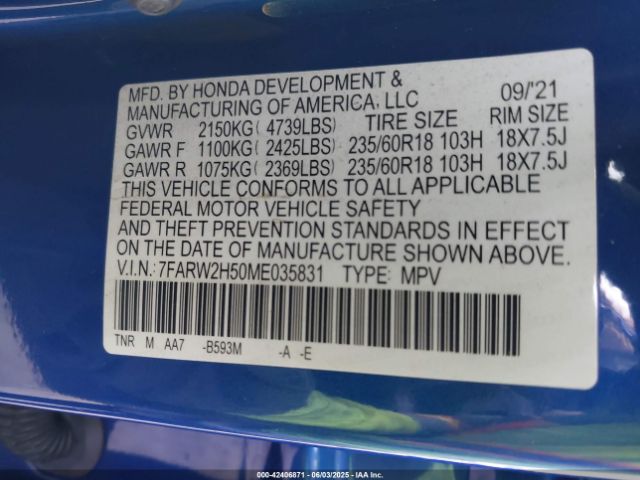 MFD. BY HONDA DEVELOPMENT &
MANUFACTURING OF AMERICA, LLC 09/'21
GVWR 2150KG( 4739LBS) TIRE SIZE RIM SIZE
GAWR F 1100KG( 2425LBS) 235/60R18 103H 18X7.5J
GAWR R 1075KG( 2369LBS) 235/60R18 103H 18X7.5J
THIS VEHICLE CONFORMS TO ALL APPLICABLE
FEDERAL MOTOR VEHICLE SAFETY
AND THEFT PREVENTION STANDARDS IN EFFECT
ON THE DATE OF MANUFACTURE SHOWN ABOVE.
V.I.N.: 7FARW2H50ME035831 TYPE: MPV
TNR M AA7 -B593M -A -E
000-42406871 - 06/03/2025 - IAAI.COM